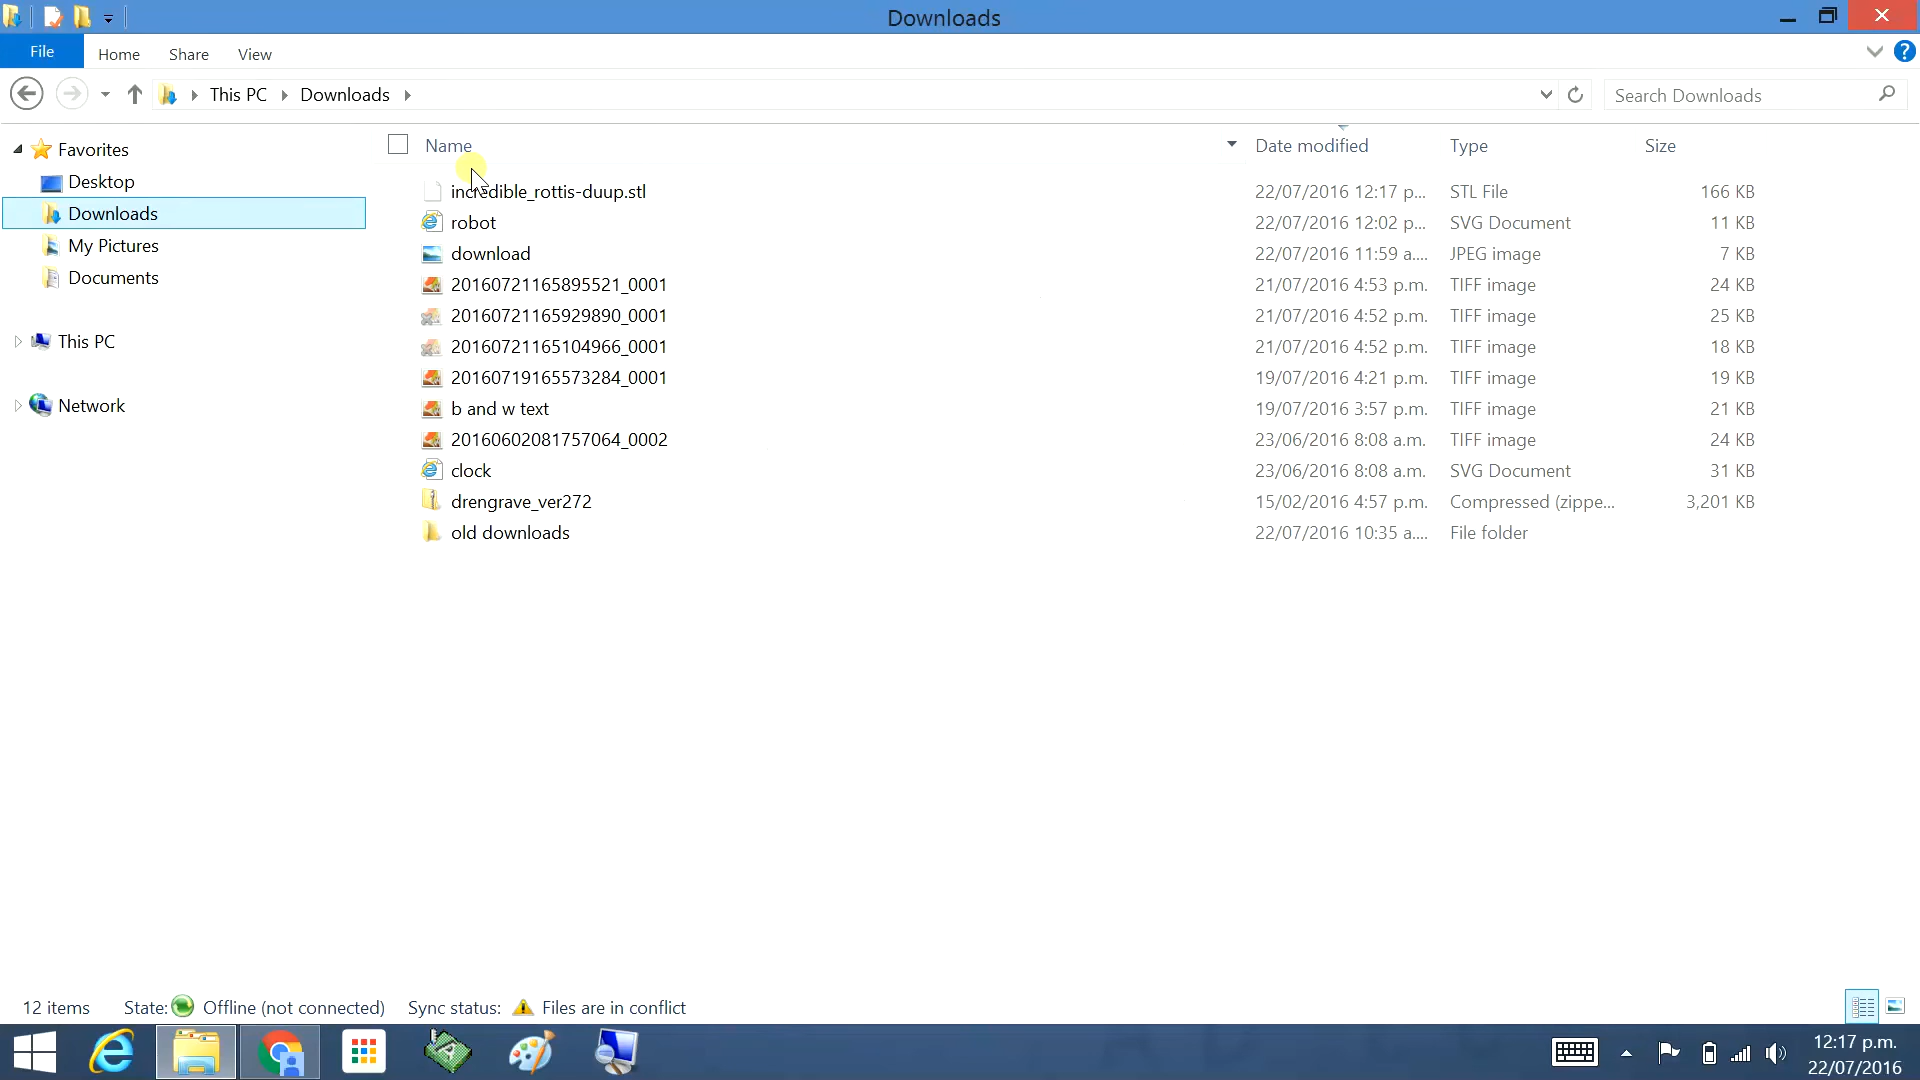 Downloads
File Home Share View
This PC Downloads Search Downloads
Name Date modified Type Size
Favorites
Desktop
Downloads
My Pictures
Documents
This PC
Network
incredible_rottis-duup.stl 22/07/2016 12:17 p... STL File 166 KB
robot 22/07/2016 12:02 p... SVG Document 11 KB
download 22/07/2016 11:59 a.... JPEG image 7 KB
20160721165895521_0001 21/07/2016 4:53 p.m. TIFF image 24 KB
20160721165929890_0001 21/07/2016 4:52 p.m. TIFF image 25 KB
20160721165104966_0001 21/07/2016 4:52 p.m. TIFF image 18 KB
20160719165573284_0001 19/07/2016 4:21 p.m. TIFF image 19 KB
b and w text 19/07/2016 3:57 p.m. TIFF image 21 KB
20160602081757064_0002 23/06/2016 8:08 a.m. TIFF image 24 KB
clock 23/06/2016 8:08 a.m. SVG Document 31 KB
drengrave_ver272 15/02/2016 4:57 p.m. Compressed (zippe... 3,201 KB
old downloads 22/07/2016 10:35 a.... File folder
12 items State: Offline (not connected) Sync status: Files are in conflict
12:17 p.m.
22/07/2016